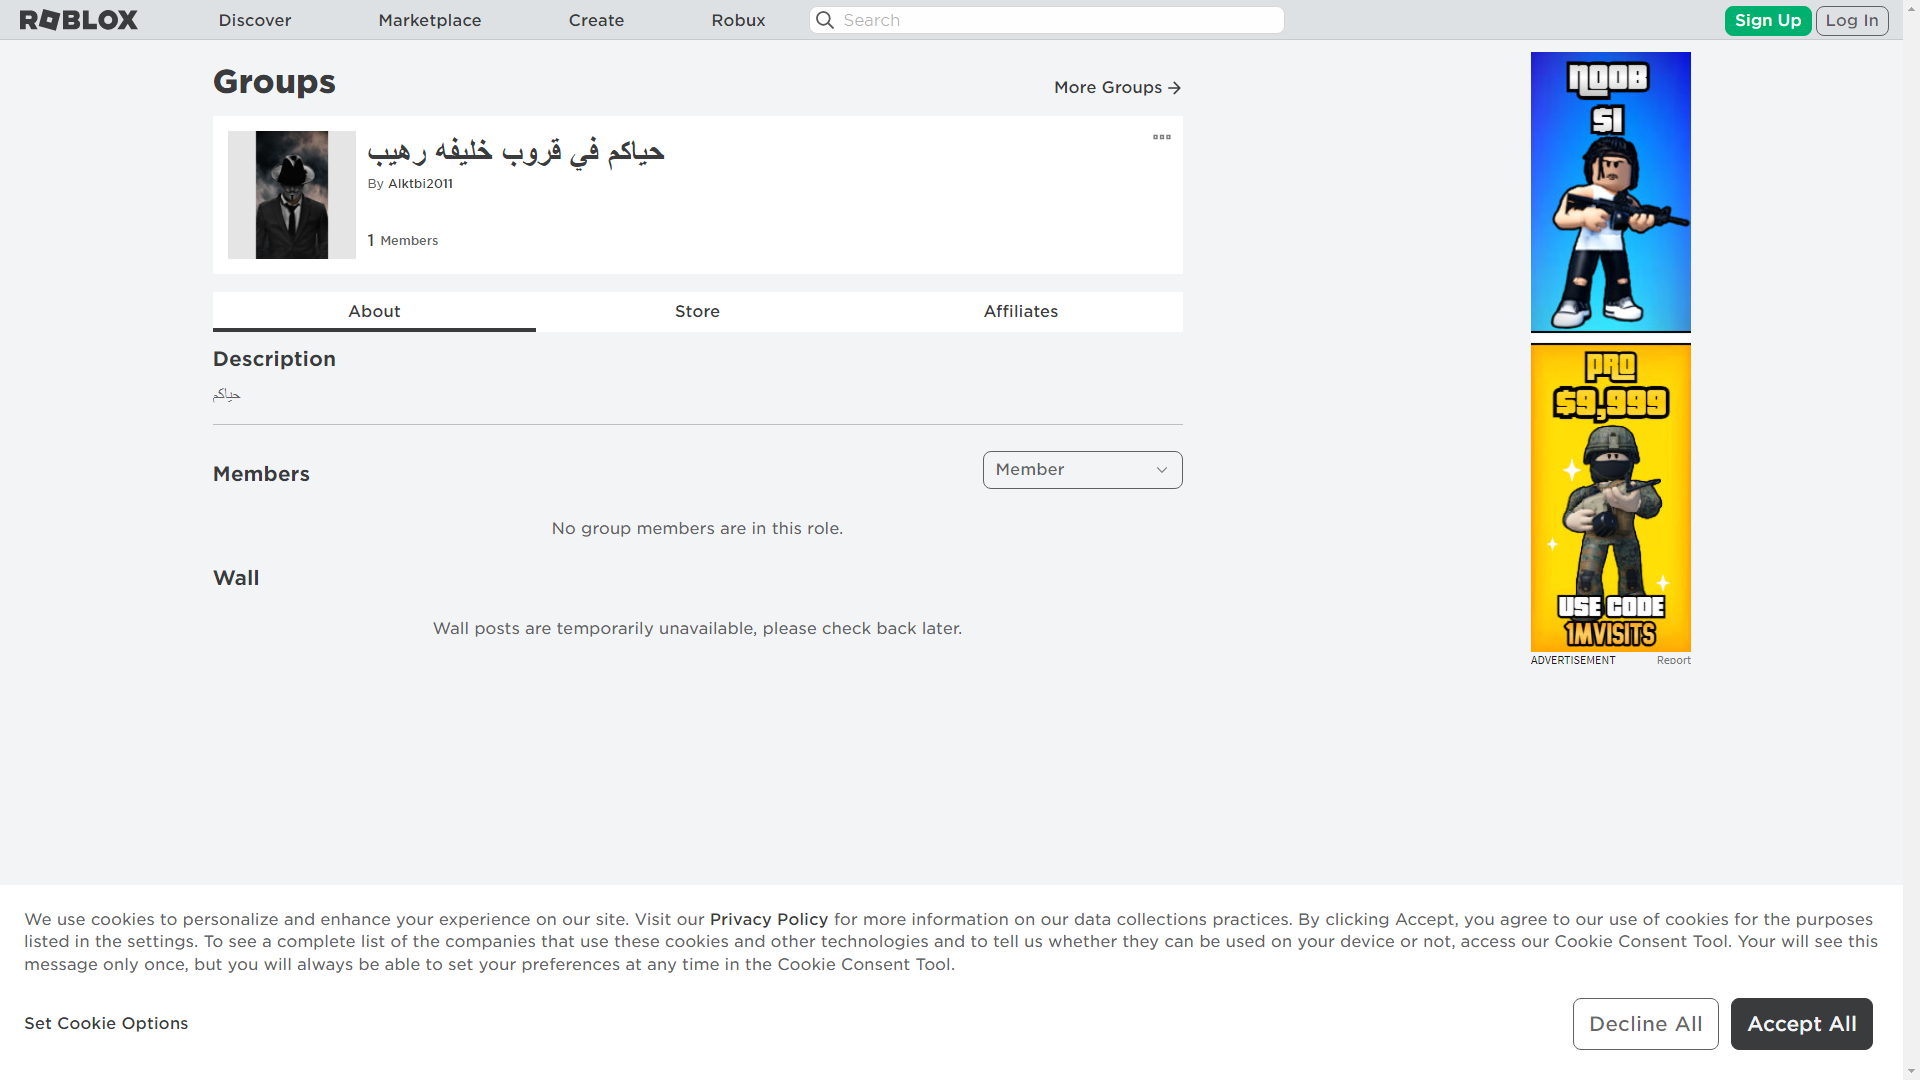 ROBLOX Discover Marketplace Create Robux Search Sign Up Log In
Groups
More Groups
حياكم في قروب خليفه رهيب
By Alktbi2011
1 Members
About Store Affiliates
Description
حياكم
Members
Member
No group members are in this role.
Wall
Wall posts are temporarily unavailable, please check back later.
NOOB
$1
PRO
$9,999
USE CODE
1MVISITS
ADVERTISEMENT Report
We use cookies to personalize and enhance your experience on our site. Visit our Privacy Policy for more information on our data collections practices. By clicking Accept, you agree to our use of cookies for the purposes
listed in the settings. To see a complete list of the companies that use these cookies and other technologies and to tell us whether they can be used on your device or not, access our Cookie Consent Tool. Your will see this
message only once, but you will always be able to set your preferences at any time in the Cookie Consent Tool.
Set Cookie Options
Decline All
Accept All